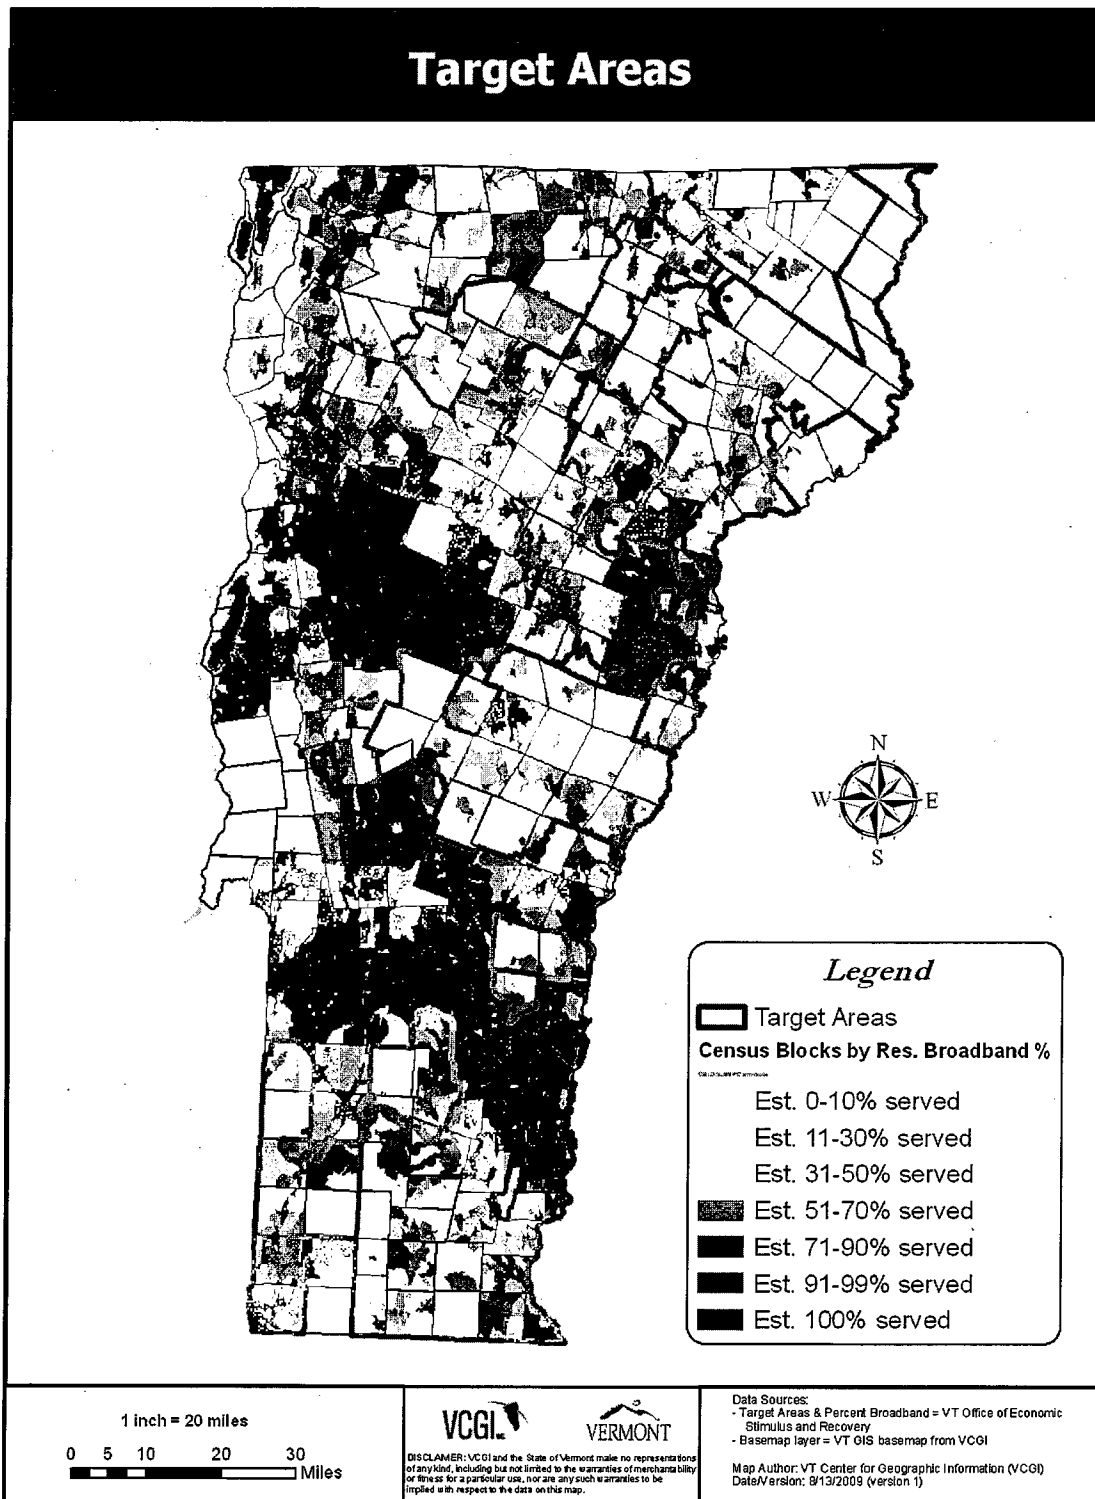 Target Areas
N
W
E
S
Legend
Target Areas
Census Blocks by Res. Broadband %
Est. 0-10% served
Est. 11-30% served
Est. 31-50% served
Est. 51-70% served
Est. 71-90% served
Est. 91-99% served
Est. 100% served
1 inch = 20 miles
0 5 10 20 30
Miles
VCGI
VERMONT
DISCLAIMER: VCGI and the State of Vermont make no representations
of any kind, including but not limited to the warranties of merchantability
or fitness for a particular use, nor are any such warranties to be
implied with respect to the data on this map.
Data Sources:
- Target Areas & Percent Broadband = VT Office of Economic
Stimulus and Recovery
- Basemap layer = VT GIS basemap from VCGI
Map Author: VT Center for Geographic Information (VCGI)
Date/Version: 8/13/2009 (version 1)